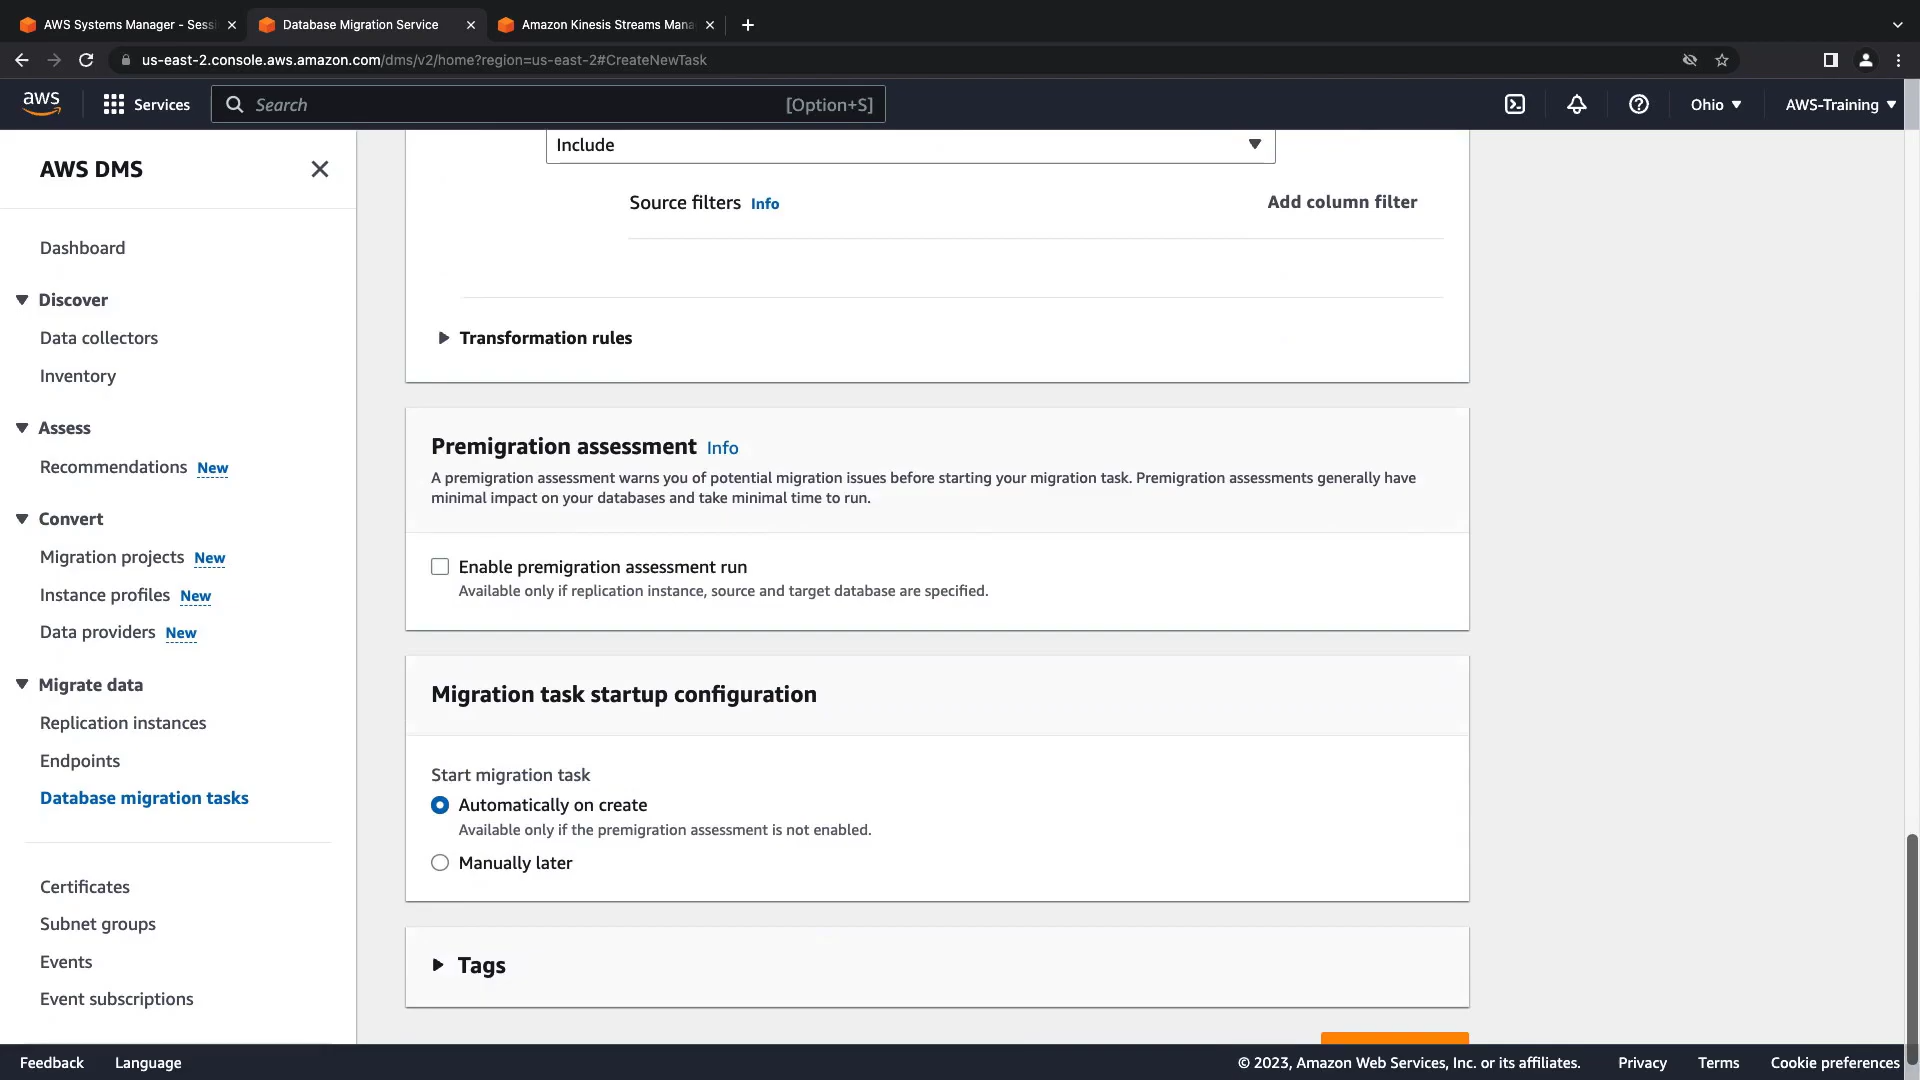 AWS Systems Manager - Sess
Database Migration Service
Amazon Kinesis Streams Mana
us-east-2.console.aws.amazon.com/dms/v2/home?region=us-east-2#CreateNewTask
aws
Services
Search
[Option+S]
Ohio
AWS-Training
AWS DMS
Dashboard
Discover
Data collectors
Inventory
Assess
Recommendations New
Convert
Migration projects New
Instance profiles New
Data providers New
Migrate data
Replication instances
Endpoints
Database migration tasks
Certificates
Subnet groups
Events
Event subscriptions
Include
Source filters Info
Add column filter
Transformation rules
Premigration assessment Info
A premigration assessment warns you of potential migration issues before starting your migration task. Premigration assessments generally have
minimal impact on your databases and take minimal time to run.
Enable premigration assessment run
Available only if replication instance, source and target database are specified.
Migration task startup configuration
Start migration task
Automatically on create
Available only if the premigration assessment is not enabled.
Manually later
Tags
Feedback
Language
© 2023, Amazon Web Services, Inc. or its affiliates.
Privacy
Terms
Cookie preferences